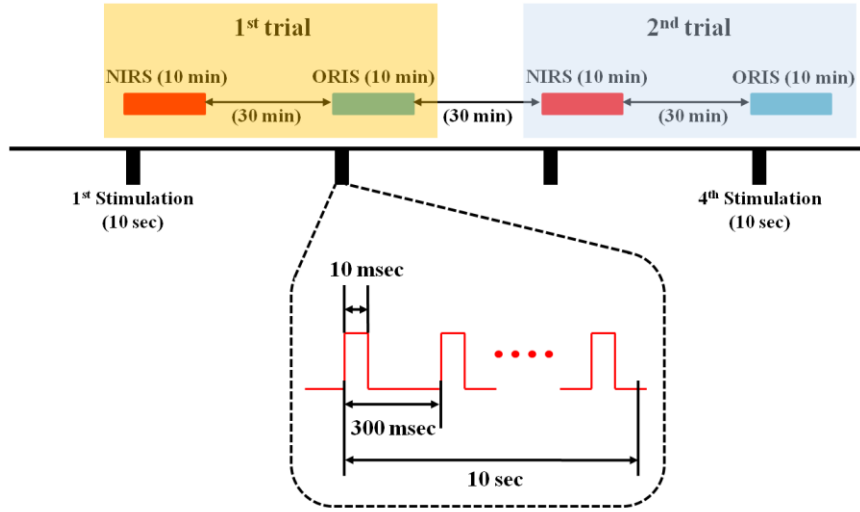 1st trial
2nd trial
NIRS (10 min)
ORIS (10 min)
NIRS (10 min)
ORIS (10 min)
(30 min)
(30 min)
(30 min)
1st Stimulation
(10 sec)
4th Stimulation
(10 sec)
10 msec
300 msec
10 sec